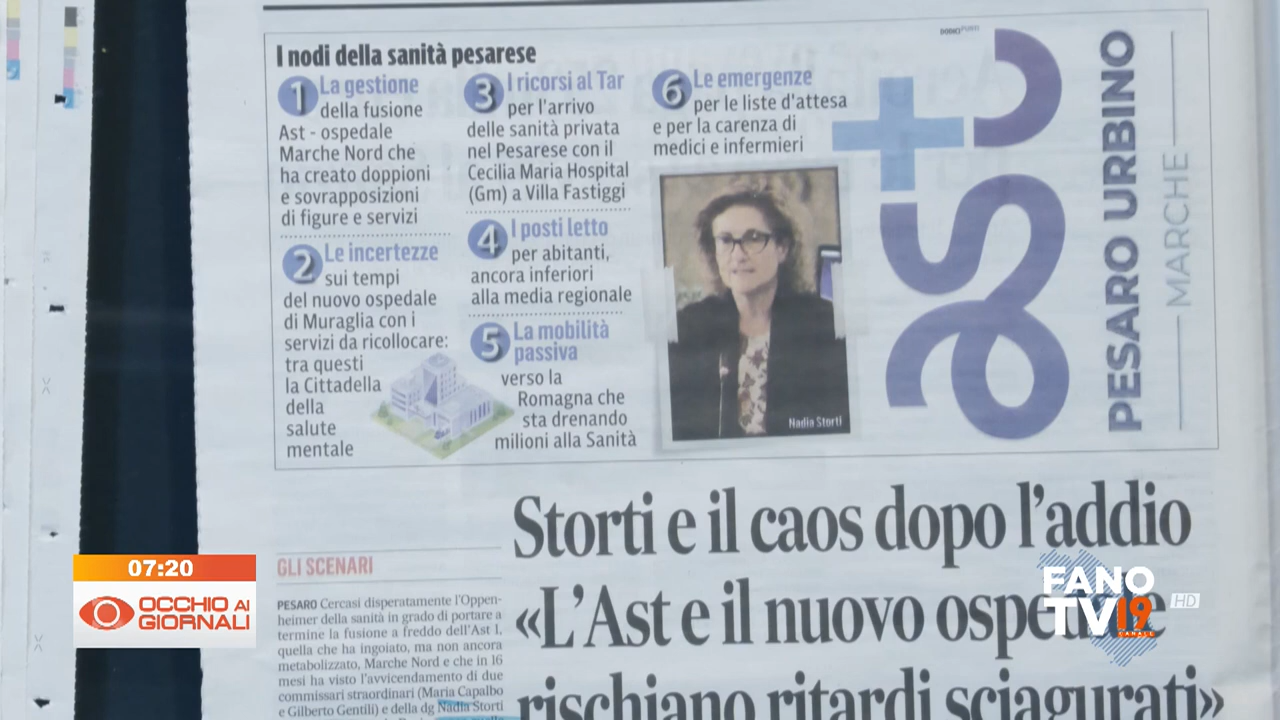 I nodi della sanità pesarese
1 La gestione
della fusione
Ast - ospedale
Marche Nord che
ha creato doppioni
e sovrapposizioni
di figure e servizi
2 Le incertezze
sui tempi
del nuovo ospedale
di Muraglia con i
servizi da ricollocare:
tra questi
la Cittadella
della
salute
mentale
3 I ricorsi al Tar
per l'arrivo
delle sanità privata
nel Pesarese con il
Cecilia Maria Hospital
(Gm) a Villa Fastiggi
4 I posti letto
per abitanti,
ancora inferiori
alla media regionale
5 La mobilità
passiva
verso la
Romagna che
sta drenando
milioni alla Sanità
6 Le emergenze
per le liste d'attesa
e per la carenza di
medici e infermieri
Nadia Storti
ast
PESARO URBINO
MARCHE
Storti e il caos dopo l'addio
«L'Ast e il nuovo ospedale
rischiano ritardi sciagurati»
GLI SCENARI
PESARO Cercasi disperatamente l'Oppen-
heimer della sanità in grado di portare a
termine la fusione a freddo dell'Ast 1,
quella che ha ingoiato, ma non ancora
metabolizzato, Marche Nord e che in 16
mesi ha visto l'avvicendamento di due
commissari straordinari (Maria Capalbo
e Gilberto Gentili) e della dg Nadia Storti
07:20
OCCHIO AI
GIORNALI
FANO
TV19 HD
CANALE